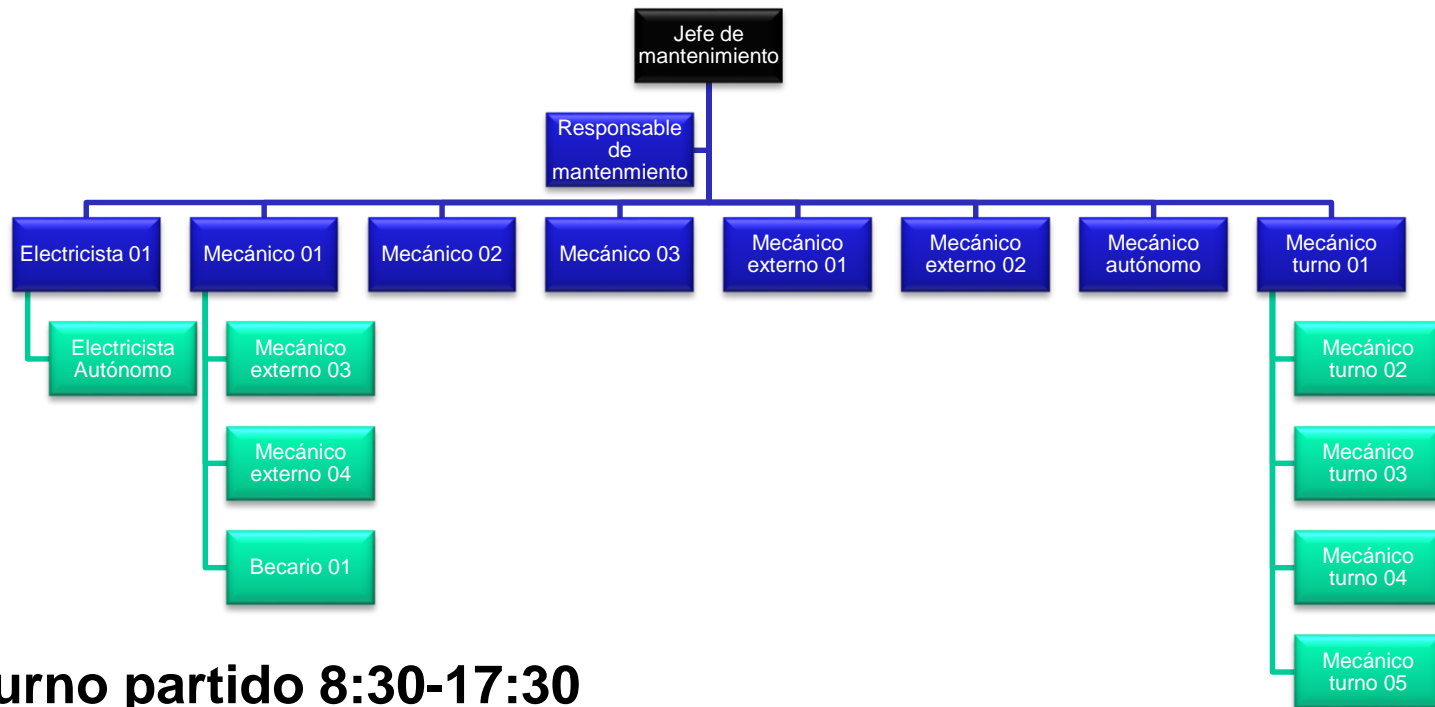 Jefe de
mantenimiento
Responsable
de
mantenmiento
Electricista 01
Mecánico 01
Mecánico 02
Mecánico 03
Mecánico
externo 01
Mecánico
externo 02
Mecánico
autónomo
Mecánico
turno 01
Electricista
Autónomo
Mecánico
externo 03
Mecánico
externo 04
Becario 01
Mecánico
turno 02
Mecánico
turno 03
Mecánico
turno 04
Mecánico
turno 05
urno partido 8:30-17:30